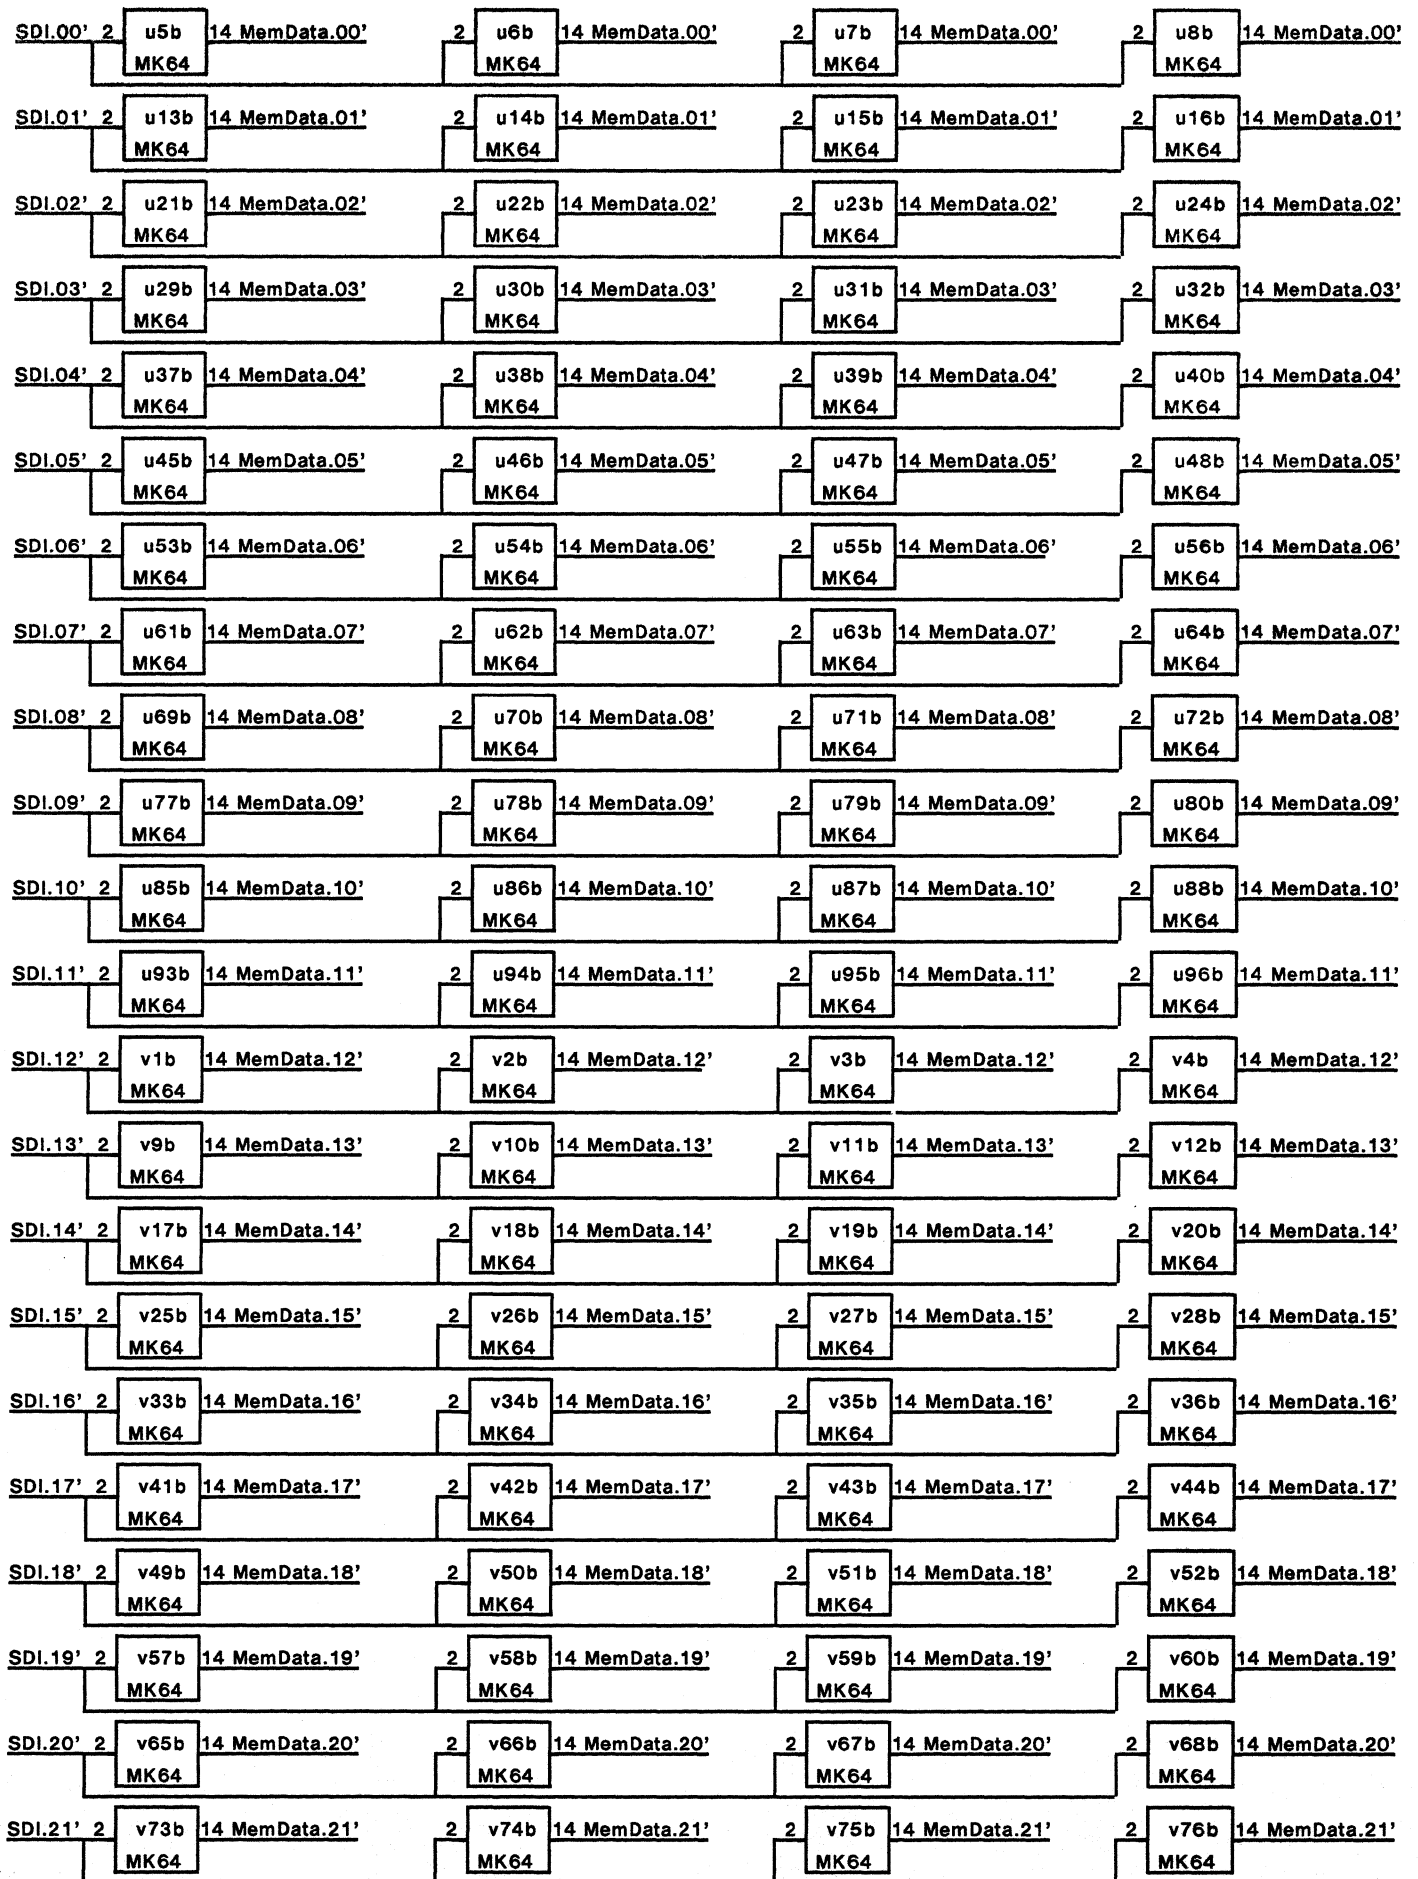 SDI.00' 2 u5b 14 MemData.00' 2 u6b 14 MemData.00' 2 u7b 14 MemData.00' 2 u8b 14 MemData.00'
MK64 MK64 MK64 MK64
SDI.01' 2 u13b 14 MemData.01' 2 u14b 14 MemData.01' 2 u15b 14 MemData.01' 2 u16b 14 MemData.01'
MK64 MK64 MK64 MK64
SDI.02' 2 u21b 14 MemData.02' 2 u22b 14 MemData.02' 2 u23b 14 MemData.02' 2 u24b 14 MemData.02'
MK64 MK64 MK64 MK64
SDI.03' 2 u29b 14 MemData.03' 2 u30b 14 MemData.03' 2 u31b 14 MemData.03' 2 u32b 14 MemData.03'
MK64 MK64 MK64 MK64
SDI.04' 2 u37b 14 MemData.04' 2 u38b 14 MemData.04' 2 u39b 14 MemData.04' 2 u40b 14 MemData.04'
MK64 MK64 MK64 MK64
SDI.05' 2 u45b 14 MemData.05' 2 u46b 14 MemData.05' 2 u47b 14 MemData.05' 2 u48b 14 MemData.05'
MK64 MK64 MK64 MK64
SDI.06' 2 u53b 14 MemData.06' 2 u54b 14 MemData.06' 2 u55b 14 MemData.06' 2 u56b 14 MemData.06'
MK64 MK64 MK64 MK64
SDI.07' 2 u61b 14 MemData.07' 2 u62b 14 MemData.07' 2 u63b 14 MemData.07' 2 u64b 14 MemData.07'
MK64 MK64 MK64 MK64
SDI.08' 2 u69b 14 MemData.08' 2 u70b 14 MemData.08' 2 u71b 14 MemData.08' 2 u72b 14 MemData.08'
MK64 MK64 MK64 MK64
SDI.09' 2 u77b 14 MemData.09' 2 u78b 14 MemData.09' 2 u79b 14 MemData.09' 2 u80b 14 MemData.09'
MK64 MK64 MK64 MK64
SDI.10' 2 u85b 14 MemData.10' 2 u86b 14 MemData.10' 2 u87b 14 MemData.10' 2 u88b 14 MemData.10'
MK64 MK64 MK64 MK64
SDI.11' 2 u93b 14 MemData.11' 2 u94b 14 MemData.11' 2 u95b 14 MemData.11' 2 u96b 14 MemData.11'
MK64 MK64 MK64 MK64
SDI.12' 2 v1b 14 MemData.12' 2 v2b 14 MemData.12' 2 v3b 14 MemData.12' 2 v4b 14 MemData.12'
MK64 MK64 MK64 MK64
SDI.13' 2 v9b 14 MemData.13' 2 v10b 14 MemData.13' 2 v11b 14 MemData.13' 2 v12b 14 MemData.13'
MK64 MK64 MK64 MK64
SDI.14' 2 v17b 14 MemData.14' 2 v18b 14 MemData.14' 2 v19b 14 MemData.14' 2 v20b 14 MemData.14'
MK64 MK64 MK64 MK64
SDI.15' 2 v25b 14 MemData.15' 2 v26b 14 MemData.15' 2 v27b 14 MemData.15' 2 v28b 14 MemData.15'
MK64 MK64 MK64 MK64
SDI.16' 2 v33b 14 MemData.16' 2 v34b 14 MemData.16' 2 v35b 14 MemData.16' 2 v36b 14 MemData.16'
MK64 MK64 MK64 MK64
SDI.17' 2 v41b 14 MemData.17' 2 v42b 14 MemData.17' 2 v43b 14 MemData.17' 2 v44b 14 MemData.17'
MK64 MK64 MK64 MK64
SDI.18' 2 v49b 14 MemData.18' 2 v50b 14 MemData.18' 2 v51b 14 MemData.18' 2 v52b 14 MemData.18'
MK64 MK64 MK64 MK64
SDI.19' 2 v57b 14 MemData.19' 2 v58b 14 MemData.19' 2 v59b 14 MemData.19' 2 v60b 14 MemData.19'
MK64 MK64 MK64 MK64
SDI.20' 2 v65b 14 MemData.20' 2 v66b 14 MemData.20' 2 v67b 14 MemData.20' 2 v68b 14 MemData.20'
MK64 MK64 MK64 MK64
SDI.21' 2 v73b 14 MemData.21' 2 v74b 14 MemData.21' 2 v75b 14 MemData.21' 2 v76b 14 MemData.21'
MK64 MK64 MK64 MK64